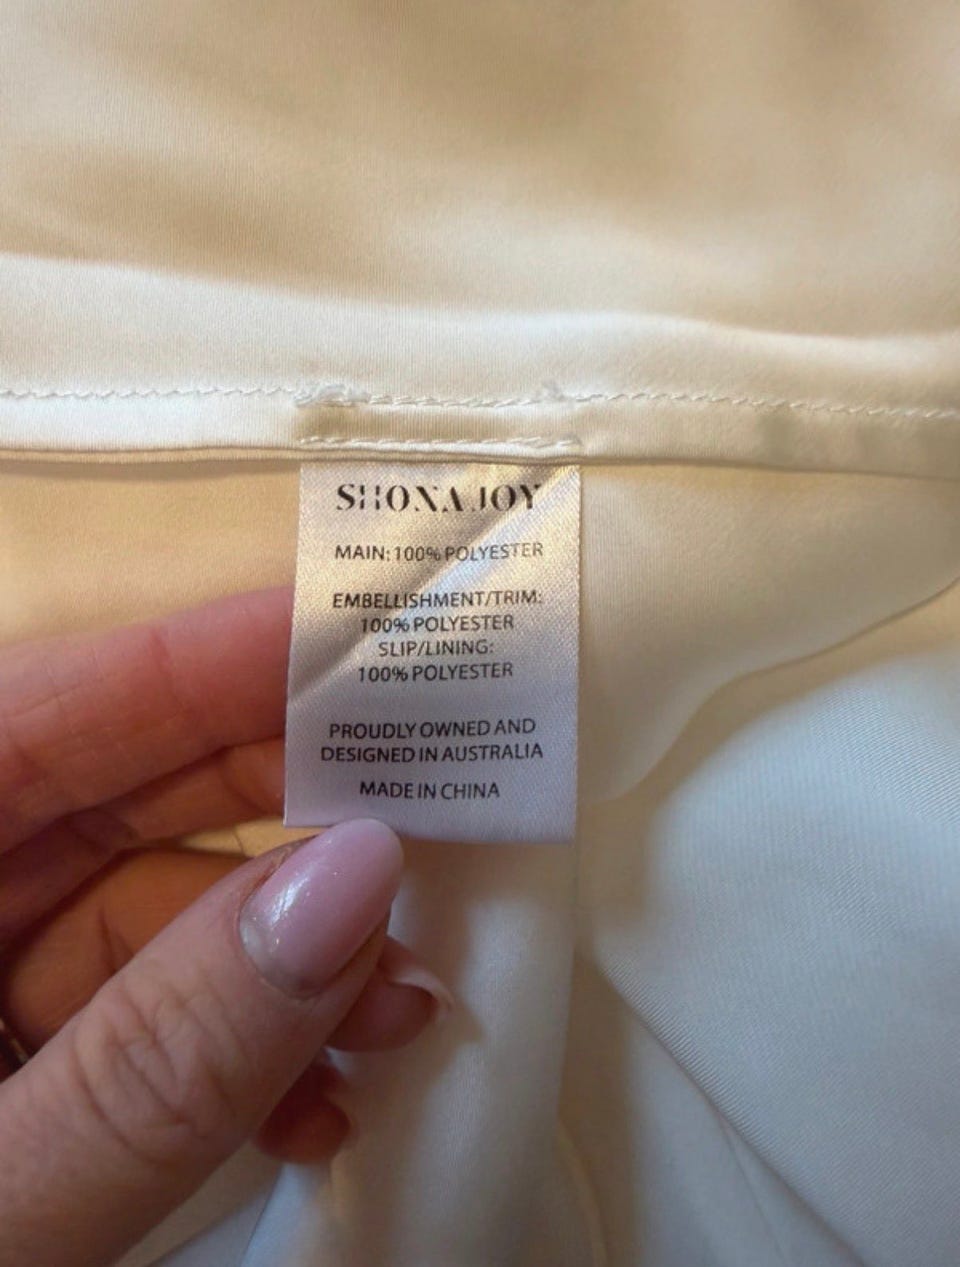 SHONA JOY
MAIN: 100% POLYESTER
EMBELLISHMENT/TRIM:
100% POLYESTER
SLIP/LINING:
100% POLYESTER
PROUDLY OWNED AND
DESIGNED IN AUSTRALIA
MADE IN CHINA